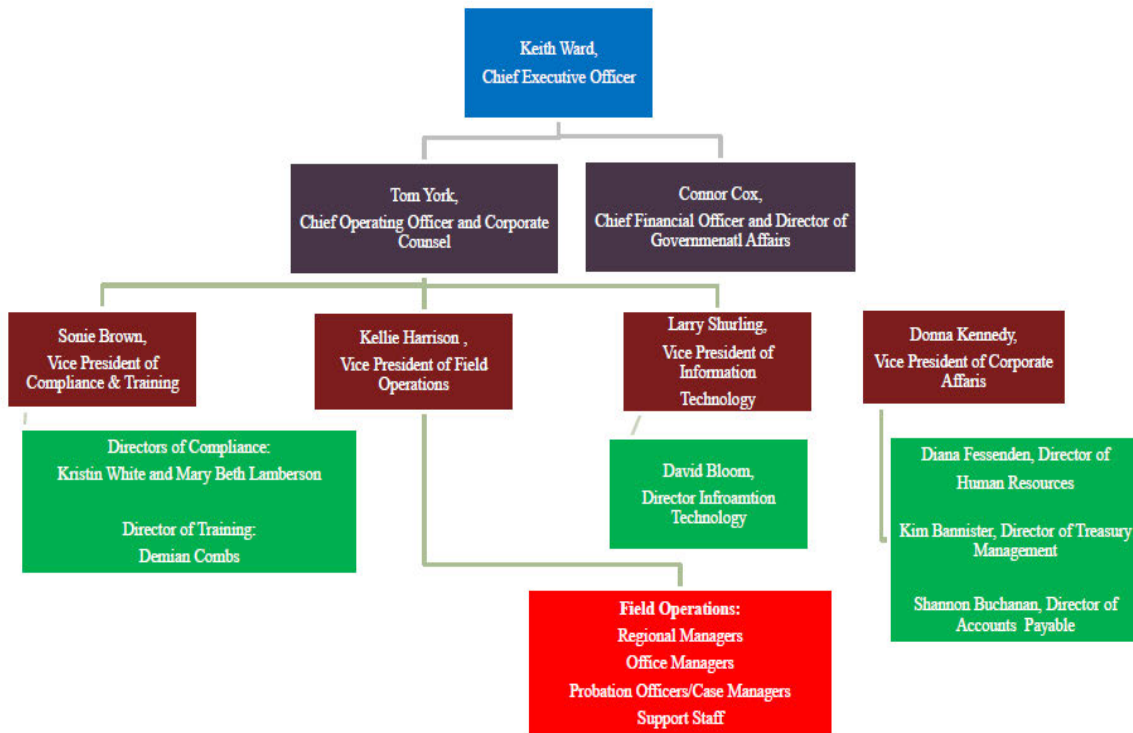 Keith Ward,
Chief Executive Officer
Tom York,
Chief Operating Officer and Corporate
Counsel
Connor Cox,
Chief Financial Officer and Director of
Governmenatl Affairs
Sonie Brown,
Vice President of
Compliance & Training
Kellie Harrison ,
Vice President of Field
Operations
Larry Shurling,
Vice President of
Information
Technology
Donna Kennedy,
Vice President of Corporate
Affaris
Directors of Compliance:
Kristin White and Mary Beth Lamberson
Director of Training:
Demian Combs
David Bloom,
Director Infroamtion
Technology
Diana Fessenden, Director of
Human Resources
Kim Bannister, Director of Treasury
Management
Shannon Buchanan, Director of
Accounts Payable
Field Operations:
Regional Managers
Office Managers
Probation Officers/Case Managers
Support Staff